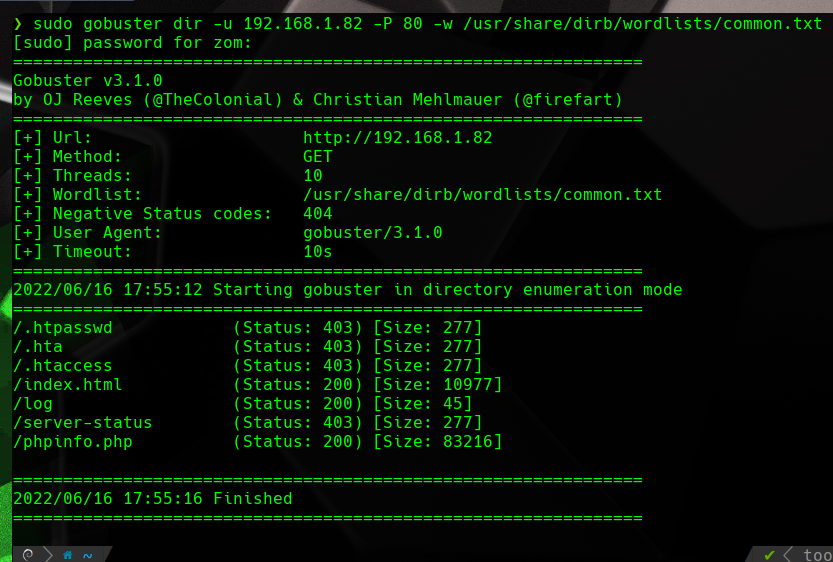 ❯ sudo gobuster dir -u 192.168.1.82 -P 80 -w /usr/share/dirb/wordlists/common.txt
[sudo] password for zom:
===============================================================
Gobuster v3.1.0
by OJ Reeves (@TheColonial) & Christian Mehlmauer (@firefart)
===============================================================
[+] Url:                     http://192.168.1.82
[+] Method:                  GET
[+] Threads:                 10
[+] Wordlist:                /usr/share/dirb/wordlists/common.txt
[+] Negative Status codes:   404
[+] User Agent:              gobuster/3.1.0
[+] Timeout:                 10s
===============================================================
2022/06/16 17:55:12 Starting gobuster in directory enumeration mode
===============================================================
/.htpasswd            (Status: 403) [Size: 277]
/.hta                 (Status: 403) [Size: 277]
/.htaccess            (Status: 403) [Size: 277]
/index.html           (Status: 200) [Size: 10977]
/log                  (Status: 200) [Size: 45]
/server-status        (Status: 403) [Size: 277]
/phpinfo.php          (Status: 200) [Size: 83216]
===============================================================
2022/06/16 17:55:16 Finished
===============================================================
~ ✔ too